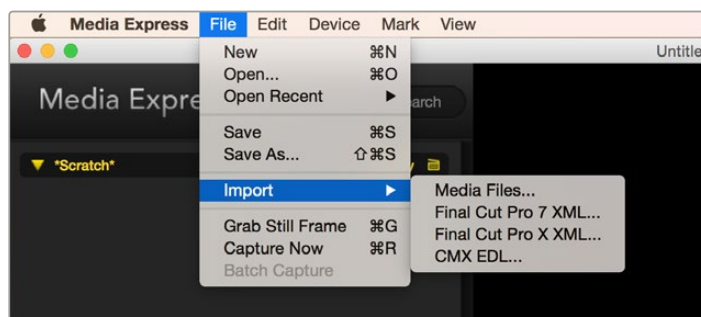 Media Express File Edit Device Mark View
Untitle
Media Expre
arch
*Scratch*
New ⌘N
Open... ⌘O
Open Recent ▶
Save ⌘S
Save As... ⇧⌘S
Import ▶
Grab Still Frame ⌘G
Capture Now ⌘R
Batch Capture
Media Files...
Final Cut Pro 7 XML...
Final Cut Pro X XML...
CMX EDL...